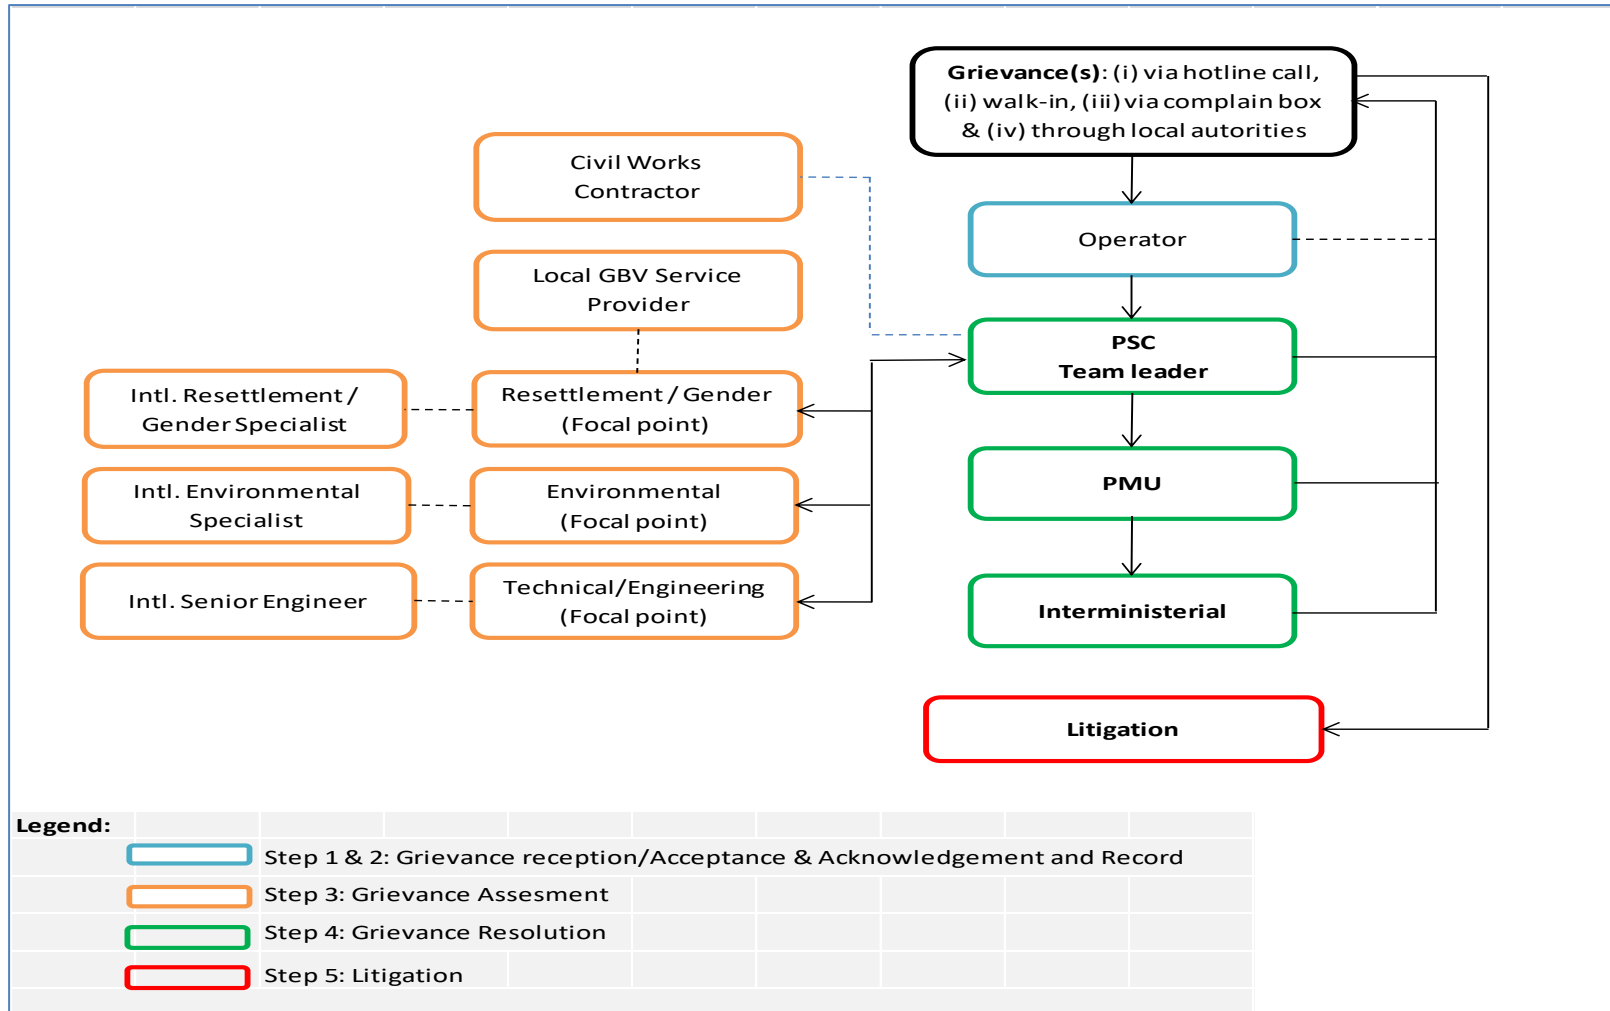 Grievance(s): (i) via hotline call,
(ii) walk-in, (iii) via complain box
& (iv) through local autorities
Civil Works
Contractor
Operator
Local GBV Service
Provider
PSC
Team leader
Intl. Resettlement /
Gender Specialist
Resettlement / Gender
(Focal point)
Intl. Environmental
Specialist
Environmental
(Focal point)
PMU
Intl. Senior Engineer
Technical/Engineering
(Focal point)
Interministerial
Litigation
Legend:
Step 1 & 2: Grievance reception/Acceptance & Acknowledgement and Record
Step 3: Grievance Assesment
Step 4: Grievance Resolution
Step 5: Litigation